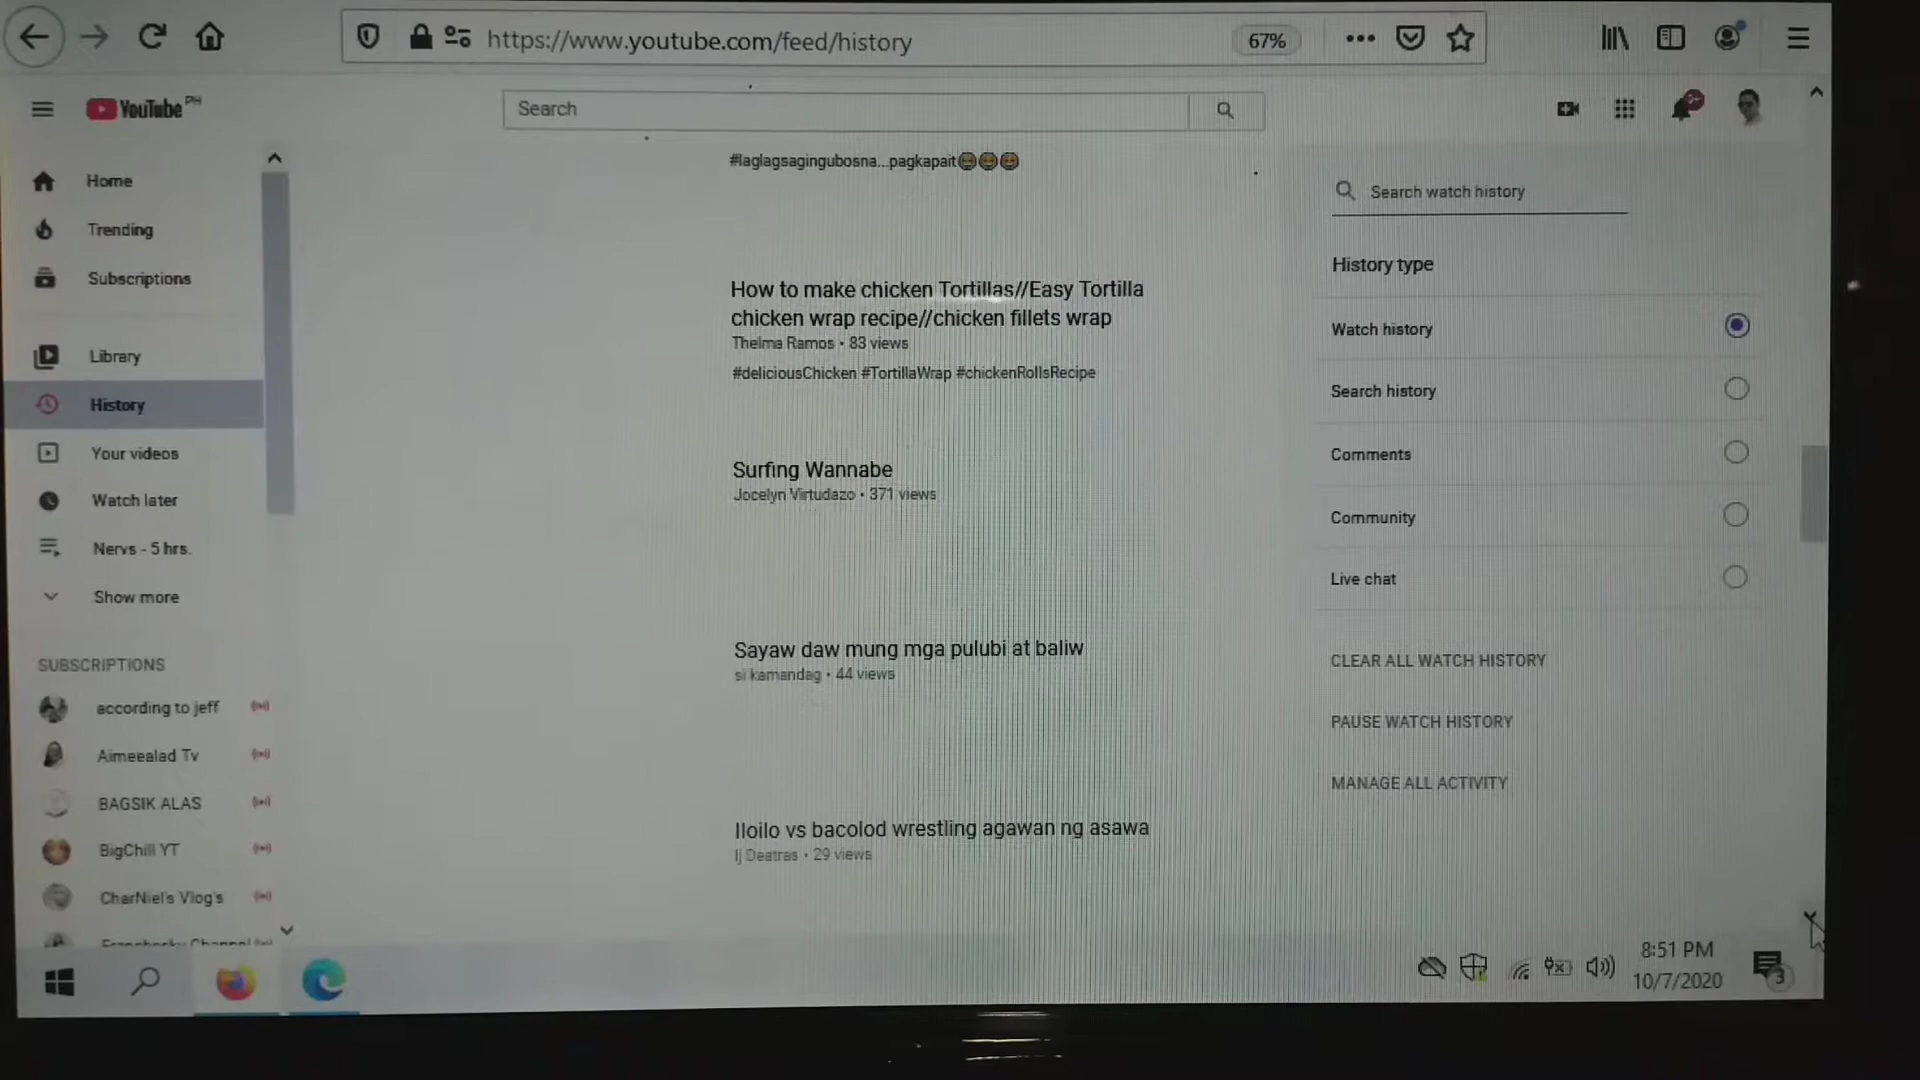 https://www.youtube.com/feed/history
67%
YouTube PH
Search
Home
Trending
Subscriptions
Library
History
Your videos
Watch later
Nervs - 5 hrs.
Show more
SUBSCRIPTIONS
according to jeff
Aimeealad Tv
BAGSIK ALAS
BigChill YT
CharNiel's Vlog's
#laglagsagingubosna...pagkapait😄😄😄
How to make chicken Tortillas//Easy Tortilla
chicken wrap recipe//chicken fillets wrap
Thelma Ramos • 83 views
#deliciousChicken #TortillaWrap #chickenRollsRecipe
Surfing Wannabe
Jocelyn Virtudazo • 371 views
Sayaw daw mung mga pulubi at baliw
si kamandag • 44 views
Iloilo vs bacolod wrestling agawan ng asawa
lj Deatras • 29 views
Search watch history
History type
Watch history
Search history
Comments
Community
Live chat
CLEAR ALL WATCH HISTORY
PAUSE WATCH HISTORY
MANAGE ALL ACTIVITY
8:51 PM
10/7/2020
3